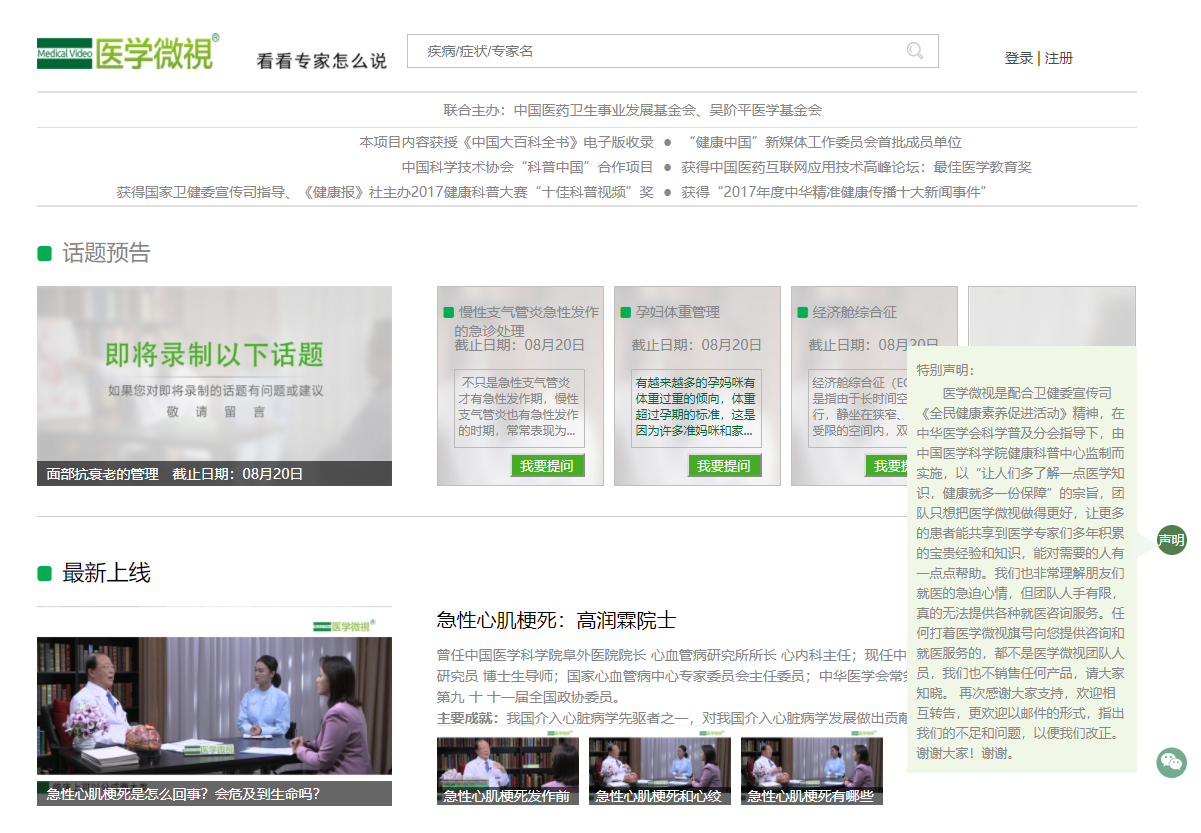 Medical Video 医学微視®
看看专家怎么说
疾病/症状/专家名
登录 | 注册
联合主办：中国医药卫生事业发展基金会、吴阶平医学基金会
本项目内容获授《中国大百科全书》电子版收录 ● “健康中国”新媒体工作委员会首批成员单位
中国科学技术协会“科普中国”合作项目 ● 获得中国医药互联网应用技术高峰论坛：最佳医学教育奖
获得国家卫健委宣传司指导、《健康报》社主办2017健康科普大赛“十佳科普视频”奖 ● 获得“2017年度中华精准健康传播十大新闻事件”
话题预告
即将录制以下话题
如果您对即将录制的话题有问题或建议
敬 请 留 言
面部抗衰老的管理 截止日期：08月20日
慢性支气管炎急性发作
的急诊处理
截止日期：08月20日
不只是急性支气管炎
才有急性发作期，慢性
支气管炎也有急性发作
的时期，常常表现为...
我要提问
孕妇体重管理
截止日期：08月20日
有越来越多的孕妈咪有
体重过重的倾向，体重
超过孕期的标准，这是
因为许多准妈咪和家...
我要提问
经济舱综合征
截止日期：08月20日
经济舱综合征（EC
是指由于长时间空
行，静坐在狭窄、
受限的空间内，双
我要提
特别声明：
医学微视是配合卫健委宣传司
《全民健康素养促进活动》精神，在
中华医学会科学普及分会指导下，由
中国医学科学院健康科普中心监制而
实施，以“让人们多了解一点医学知
识，健康就多一份保障”的宗旨，团
队只想把医学微视做得更好，让更多
的患者能共享到医学专家们多年积累
的宝贵经验和知识，能对需要的人有
一点点帮助。我们也非常理解朋友们
就医的急迫心情，但团队人手有限，
真的无法提供各种就医咨询服务。任
何打着医学微视旗号向您提供咨询和
就医服务的，都不是医学微视团队人
员，我们也不销售任何产品，请大家
知晓。 再次感谢大家支持，欢迎相
互转告，更欢迎以邮件的形式，指出
我们的不足和问题，以便我们改正。
谢谢大家！谢谢。
声明
最新上线
医学微視®
医学微視
急性心肌梗死是怎么回事？会危及到生命吗？
急性心肌梗死：高润霖院士
曾任中国医学科学院阜外医院院长 心血管病研究所所长 心内科主任；现任中
研究员 博士生导师；国家心血管病中心专家委员会主任委员；中华医学会常
第九 十 十一届全国政协委员。
主要成就：我国介入心脏病学先驱者之一，对我国介入心脏病学发展做出贡献
急性心肌梗死发作前
急性心肌梗死和心绞
急性心肌梗死有哪些